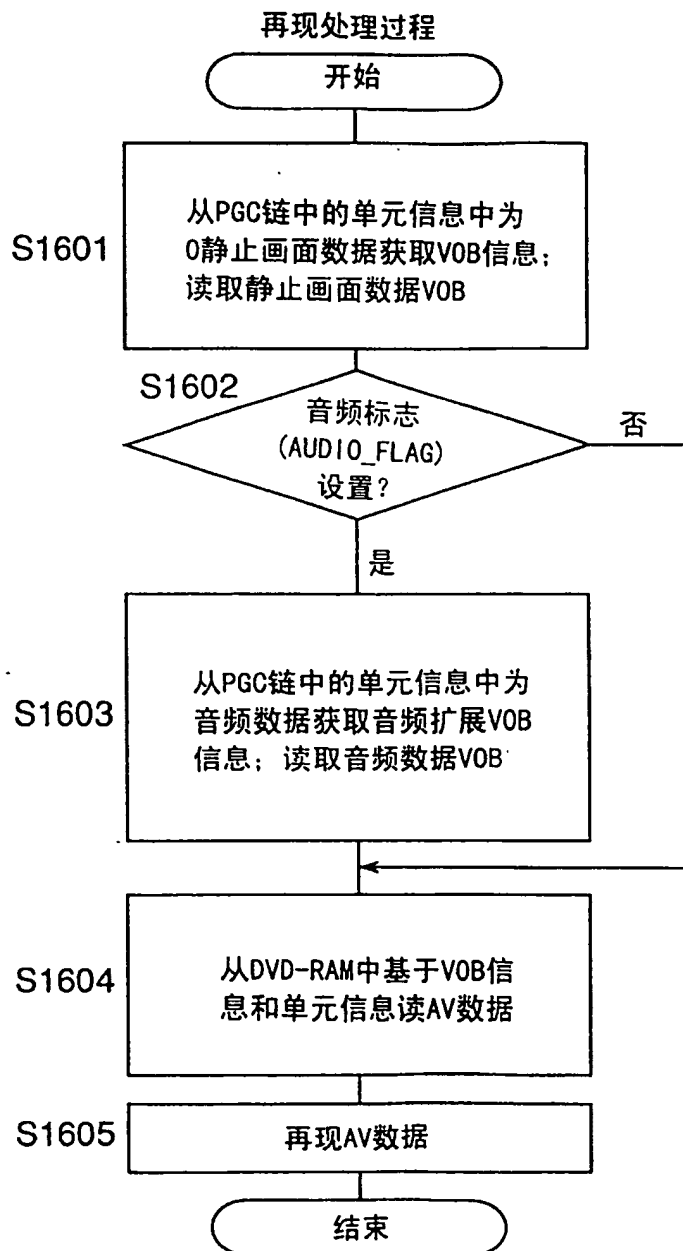 再现处理过程
开始
S1601
从PGC链中的单元信息中为
0静止画面数据获取VOB信息;
读取静止画面数据VOB
S1602
音频标志
(AUDIO_FLAG)
设置?
否
是
S1603
从PGC链中的单元信息中为
音频数据获取音频扩展VOB
信息; 读取音频数据VOB
S1604
从DVD-RAM中基于VOB信
息和单元信息读AV数据
S1605
再现AV数据
结束